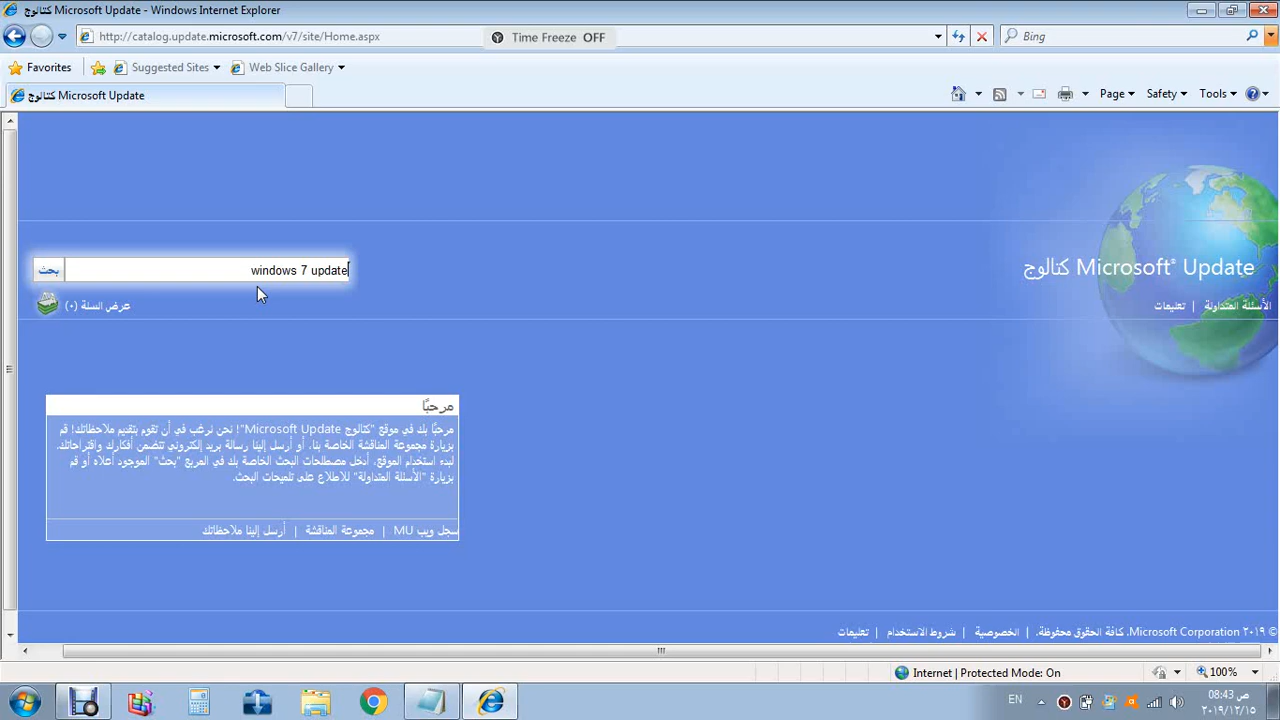 كتالوج Microsoft Update - Windows Internet Explorer
http://catalog.update.microsoft.com/v7/site/Home.aspx
Time Freeze OFF
Bing
Favorites
Suggested Sites
Web Slice Gallery
كتالوج Microsoft Update
Page
Safety
Tools
windows 7 update
بحث
كتالوج Microsoft® Update
عرض السلة (٠)
الأسئلة المتداولة | تعليمات
مرحبًا
مرحبًا بك في موقع "كتالوج Microsoft Update"! نحن نرغب في أن تقوم بتقديم ملاحظاتك! قم
بزيارة مجموعة المناقشة الخاصة بنا، أو أرسل إلينا رسالة بريد إلكتروني تتضمن أفكارك واقتراحاتك.
لبدء استخدام الموقع، أدخل مصطلحات البحث الخاصة بك في المربع "بحث" الموجود أعلاه أو قم
بزيارة "الأسئلة المتداولة" للاطلاع على تلميحات البحث.
سجل ويب MU | مجموعة المناقشة | أرسل إلينا ملاحظاتك
© ٢٠١٩ Microsoft Corporation. كافة الحقوق محفوظة. الخصوصية | شروط الاستخدام | تعليمات
Internet | Protected Mode: On
100%
EN
08:43 ص
٢٠١٩/١٢/١٥